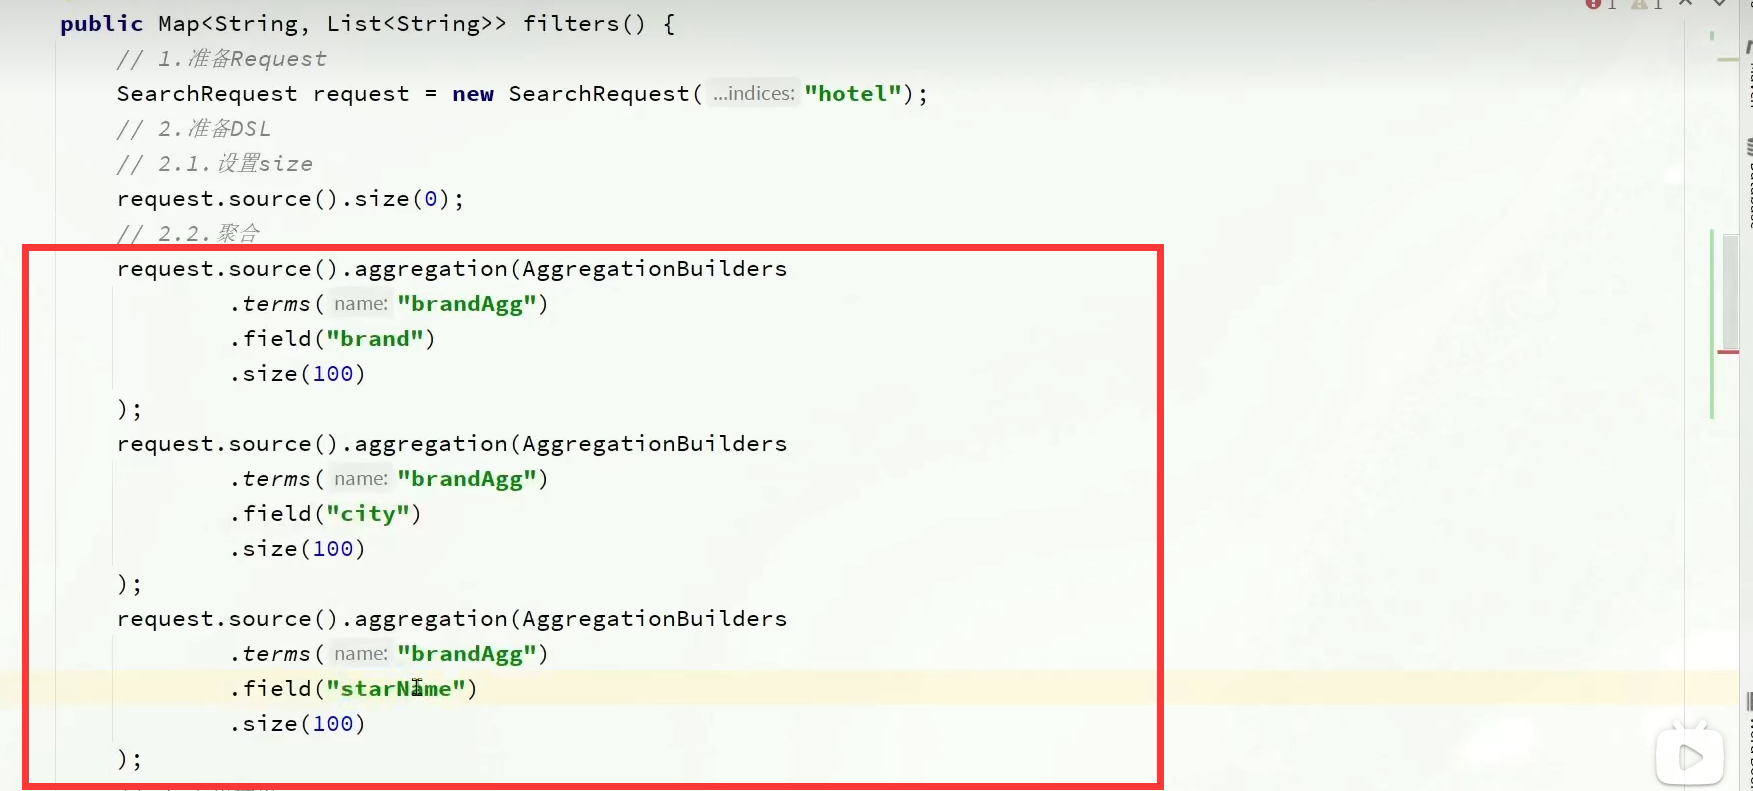 1 1
public Map<String, List<String>> filters() {
// 1.准备Request
SearchRequest request = new SearchRequest( ...indices: "hotel");
// 2.准备DSL
// 2.1.设置size
request.source().size(0);
// 2.2.聚合
request.source().aggregation(AggregationBuilders
.terms( name: "brandAgg")
.field("brand")
.size(100)
);
request.source().aggregation(AggregationBuilders
.terms( name: "brandAgg")
.field("city")
.size(100)
);
request.source().aggregation(AggregationBuilders
.terms( name: "brandAgg")
.field("starName")
.size(100)
);